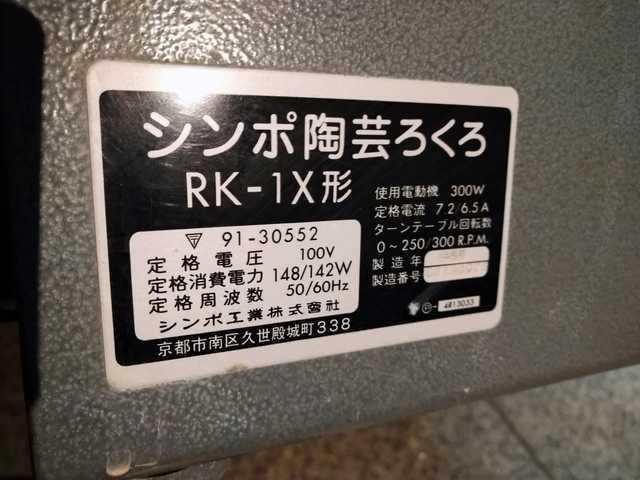 シンポ陶芸ろくろ
RK-1X形
使用電動機 300W
定格電流 7.2/6.5A
ターンテーブル回転数
0~250/300 R.P.M.
製造年
製造番号
91-30552
定格電圧 100V
定格消費電力 148/142W
定格周波数 50/60Hz
シンポ工業株式會社
京都市南区久世殿城町338